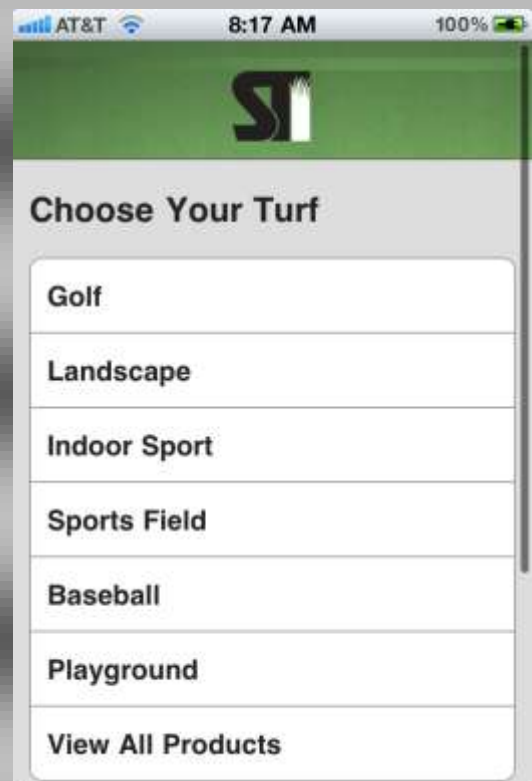 AT&T 8:17 AM 100%
ST
Choose Your Turf
Golf
Landscape
Indoor Sport
Sports Field
Baseball
Playground
View All Products